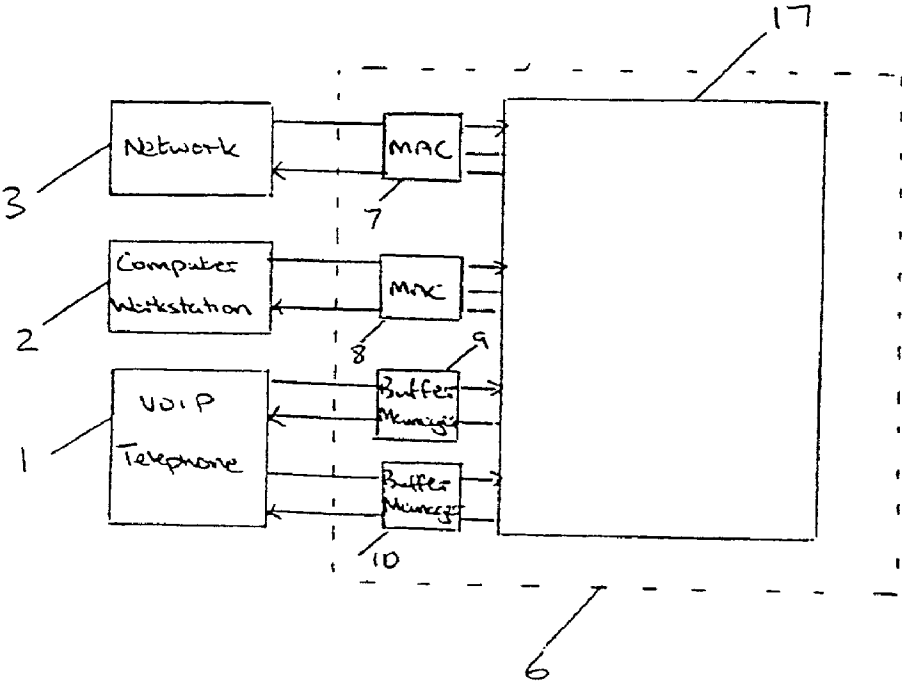 17
Network
MAC
3
7
Computer
Workstation
MAC
2
8
9
VOIP
Telephone
Buffer
Manager
1
Buffer
Manager
10
6